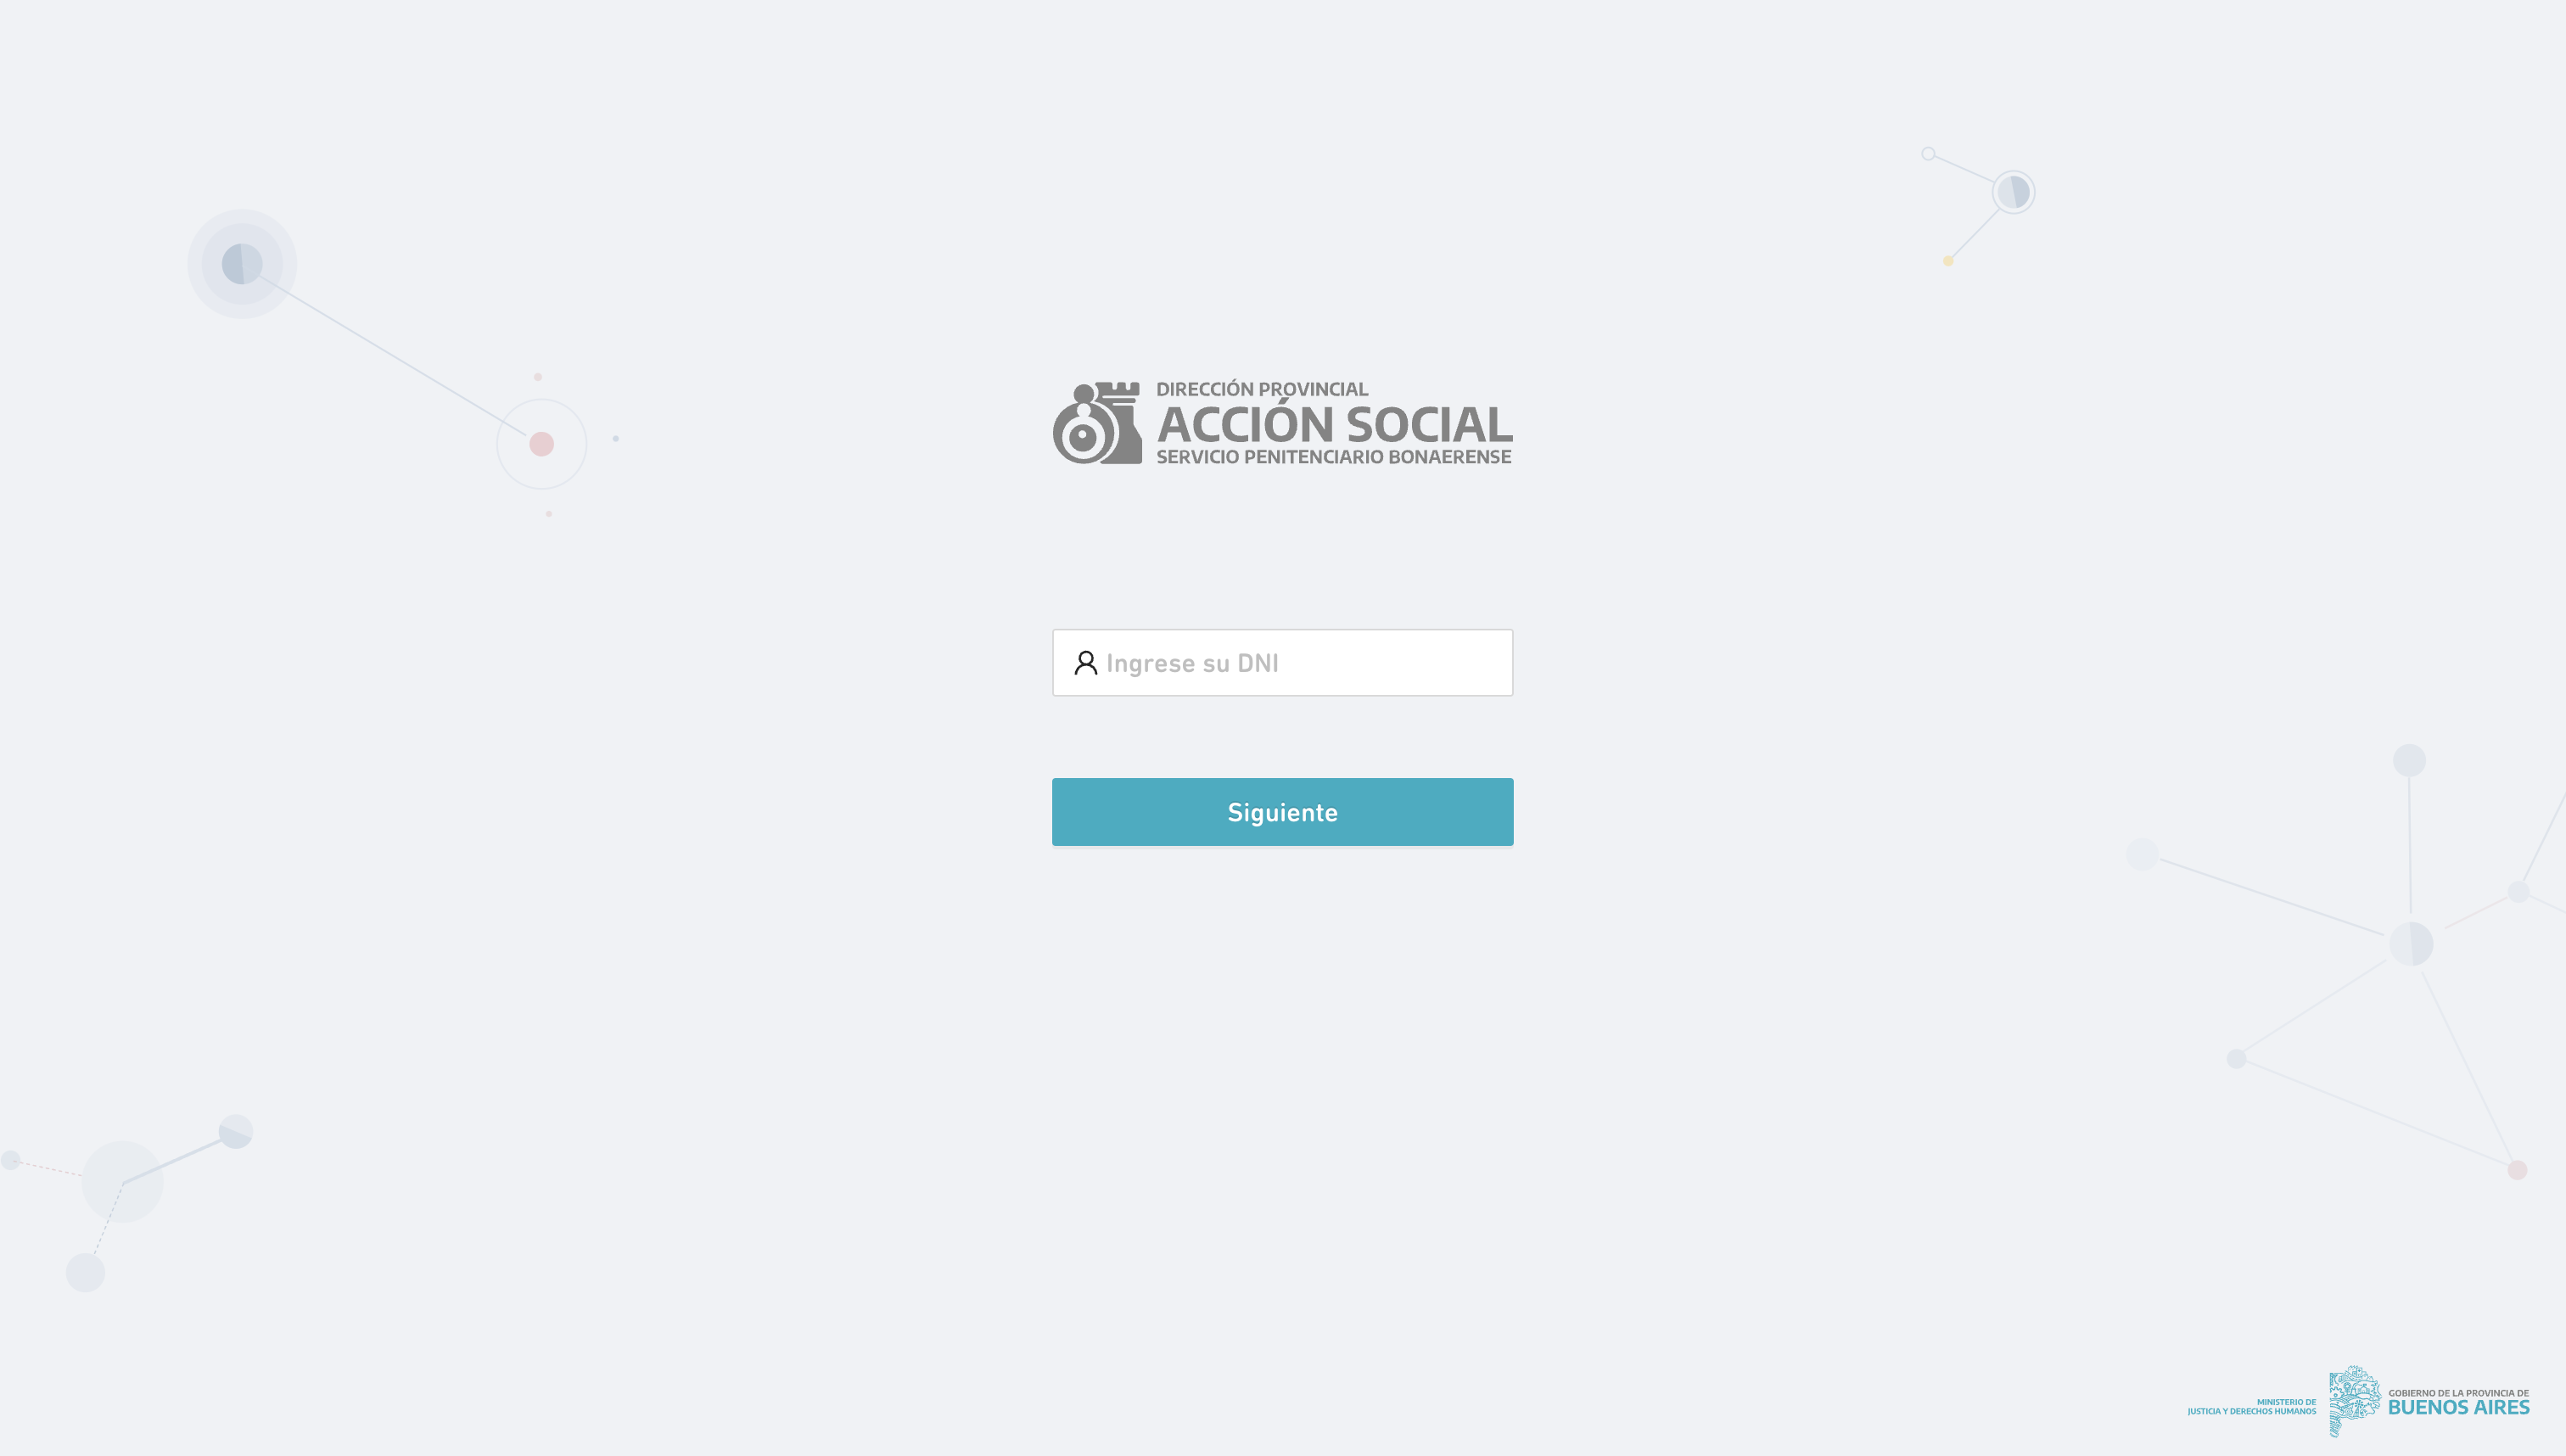 DIRECCIÓN PROVINCIAL
ACCIÓN SOCIAL
SERVICIO PENITENCIARIO BONAERENSE
Ingrese su DNI
Siguiente
MINISTERIO DE
JUSTICIA Y DERECHOS HUMANOS
GOBIERNO DE LA PROVINCIA DE
BUENOS AIRES